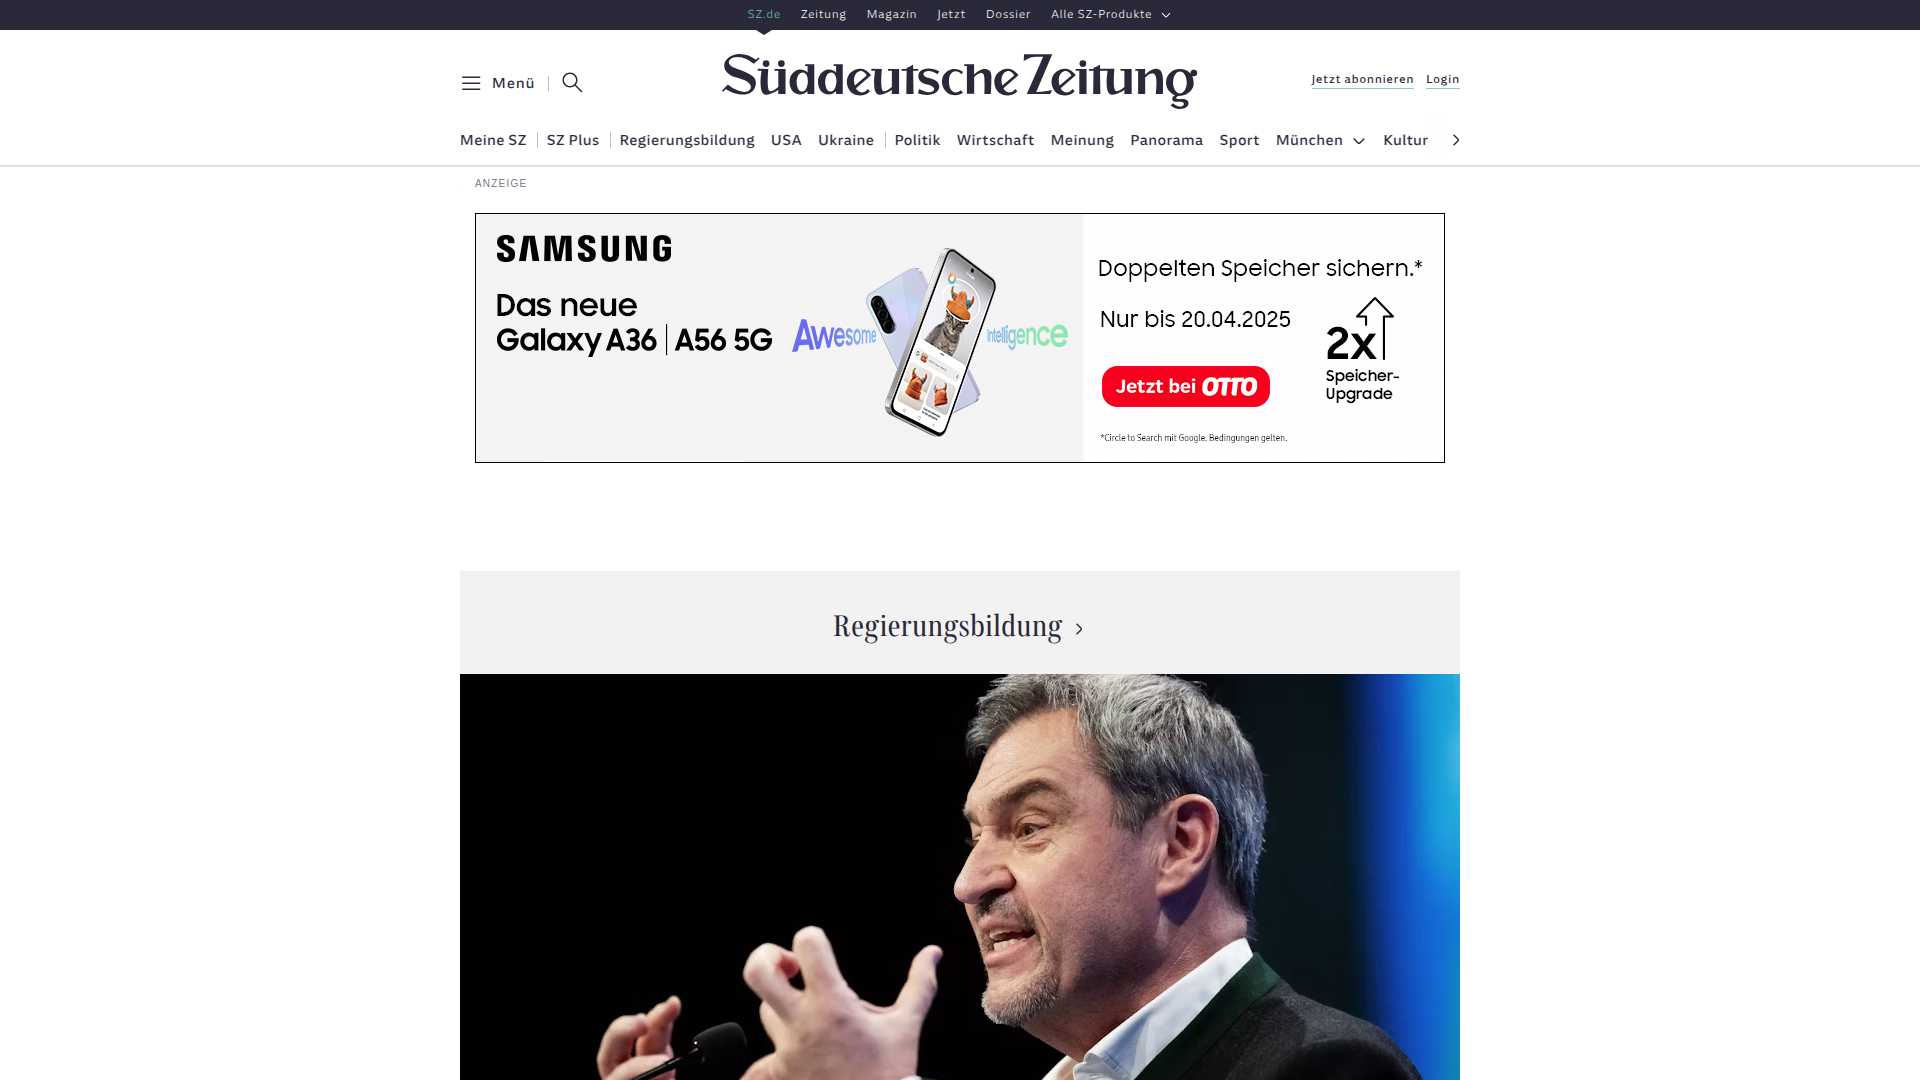 SZ.de Zeitung Magazin Jetzt Dossier Alle SZ-Produkte
Menü
Süddeutsche Zeitung
Jetzt abonnieren Login
Meine SZ SZ Plus Regierungsbildung USA Ukraine Politik Wirtschaft Meinung Panorama Sport München Kultur
ANZEIGE
SAMSUNG
Das neue
Galaxy A36 | A56 5G
Awesome Intelligence
Doppelten Speicher sichern.*
Nur bis 20.04.2025
2x
Speicher-
Upgrade
Jetzt bei OTTO
*Circle to Search mit Google. Bedingungen gelten.
Regierungsbildung